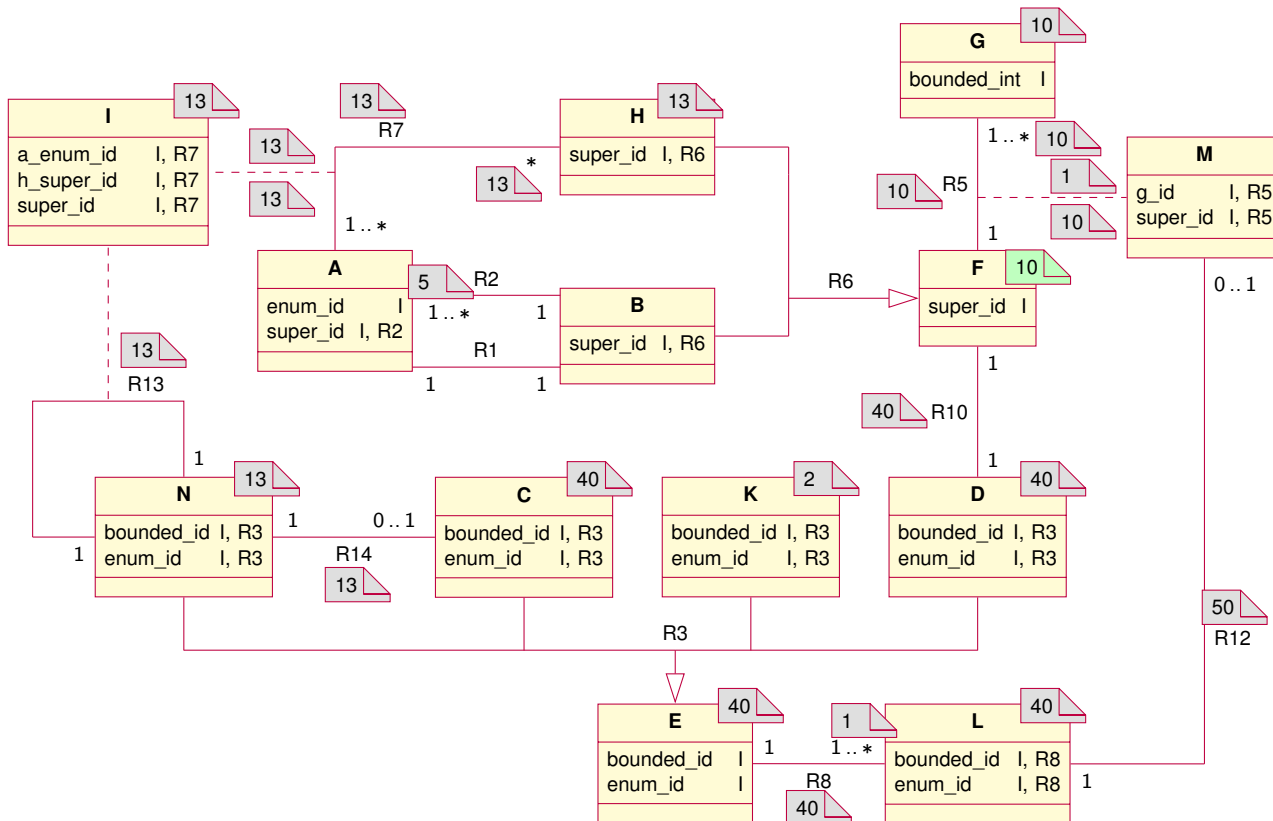 G
10
bounded_int I
1..*
10
I
13
a_enum_id I, R7
h_super_id I, R7
super_id I, R7
13
R7
13
13
H
13
super_id I, R6
*
13
M
g_id I, R5
super_id I, R5
1
10
R5
10
1
1..*
A
enum_id I
super_id I, R2
5
R2
1..*
1
R1
1
1
B
super_id I, R6
R6
F
10
super_id I
0..1
1
40
R10
1
13
R13
1
1
N
13
bounded_id I, R3
enum_id I, R3
1
0..1
R14
13
C
40
bounded_id I, R3
enum_id I, R3
K
2
bounded_id I, R3
enum_id I, R3
D
40
bounded_id I, R3
enum_id I, R3
R3
50
R12
E
40
bounded_id I
enum_id I
1
1
1..*
R8
40
L
40
bounded_id I, R8
enum_id I, R8
1